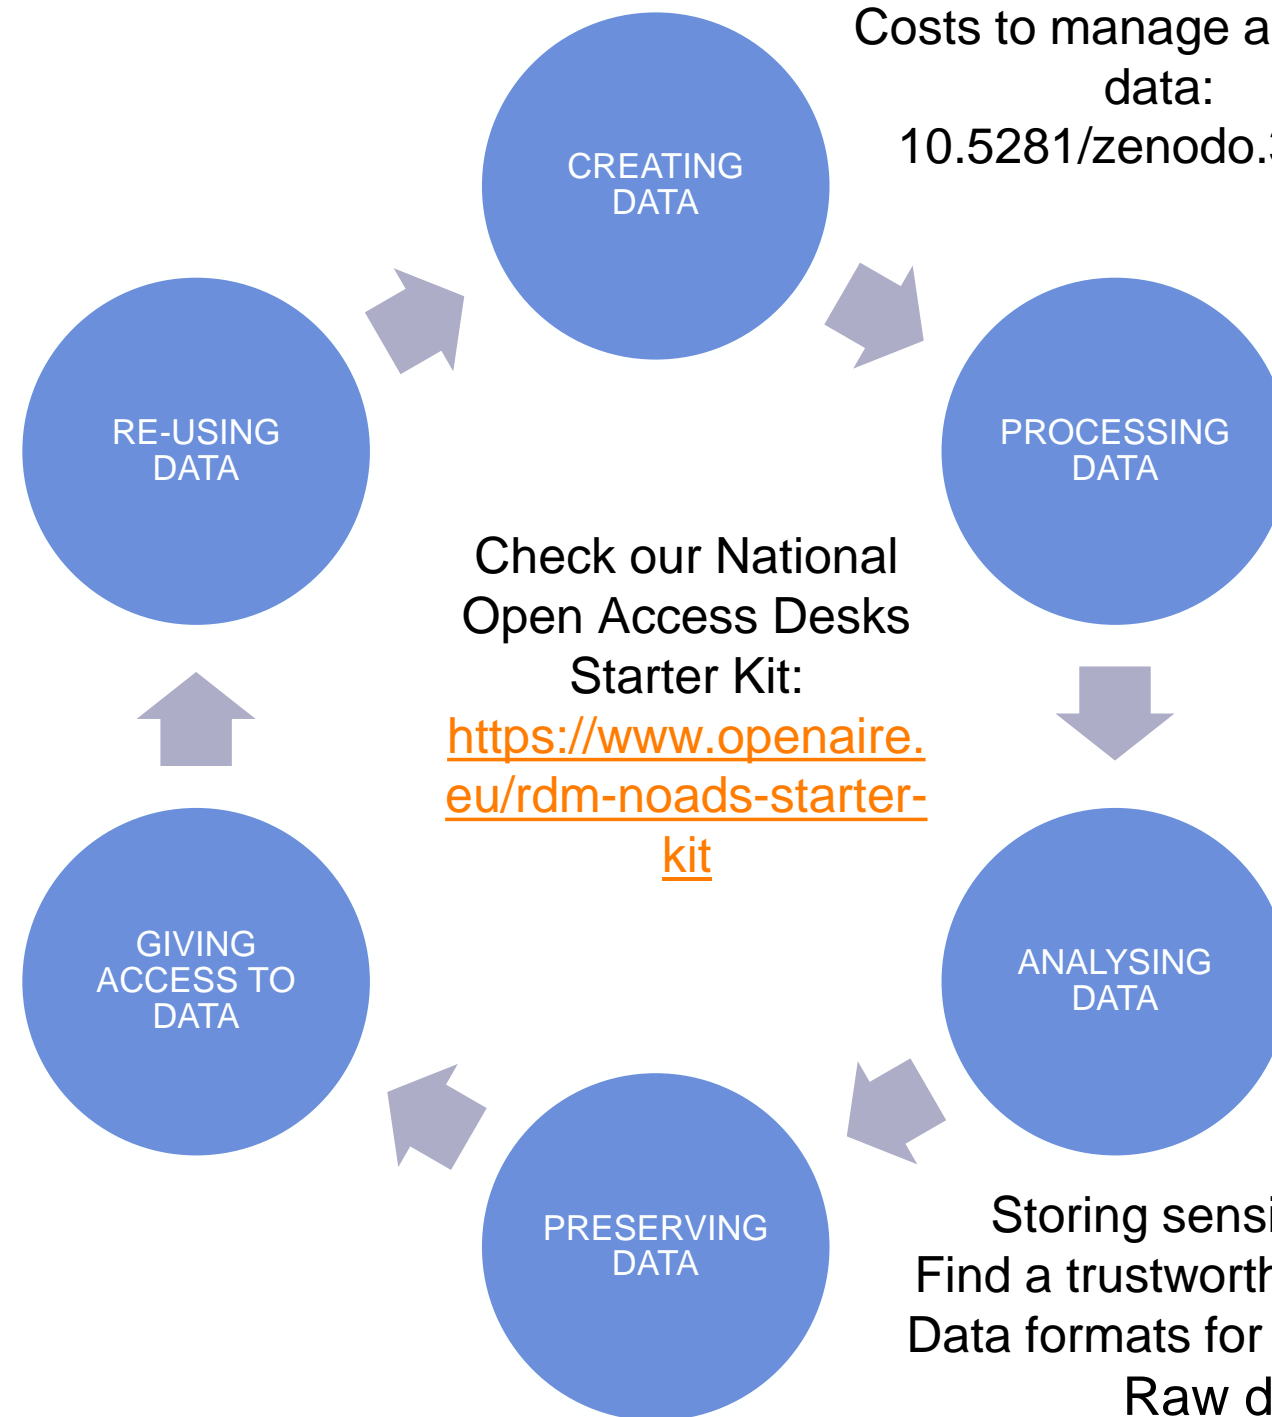 Costs to manage a
data:
10.5281/zenodo.
CREATING
DATA
RE-USING
DATA
PROCESSING
DATA
Check our National
Open Access Desks
Starter Kit:
https://www.openaire.
eu/rdm-noads-starter-
kit
GIVING
ACCESS TO
DATA
ANALYSING
DATA
PRESERVING
DATA
Storing sensi
Find a trustworth
Data formats for
Raw d